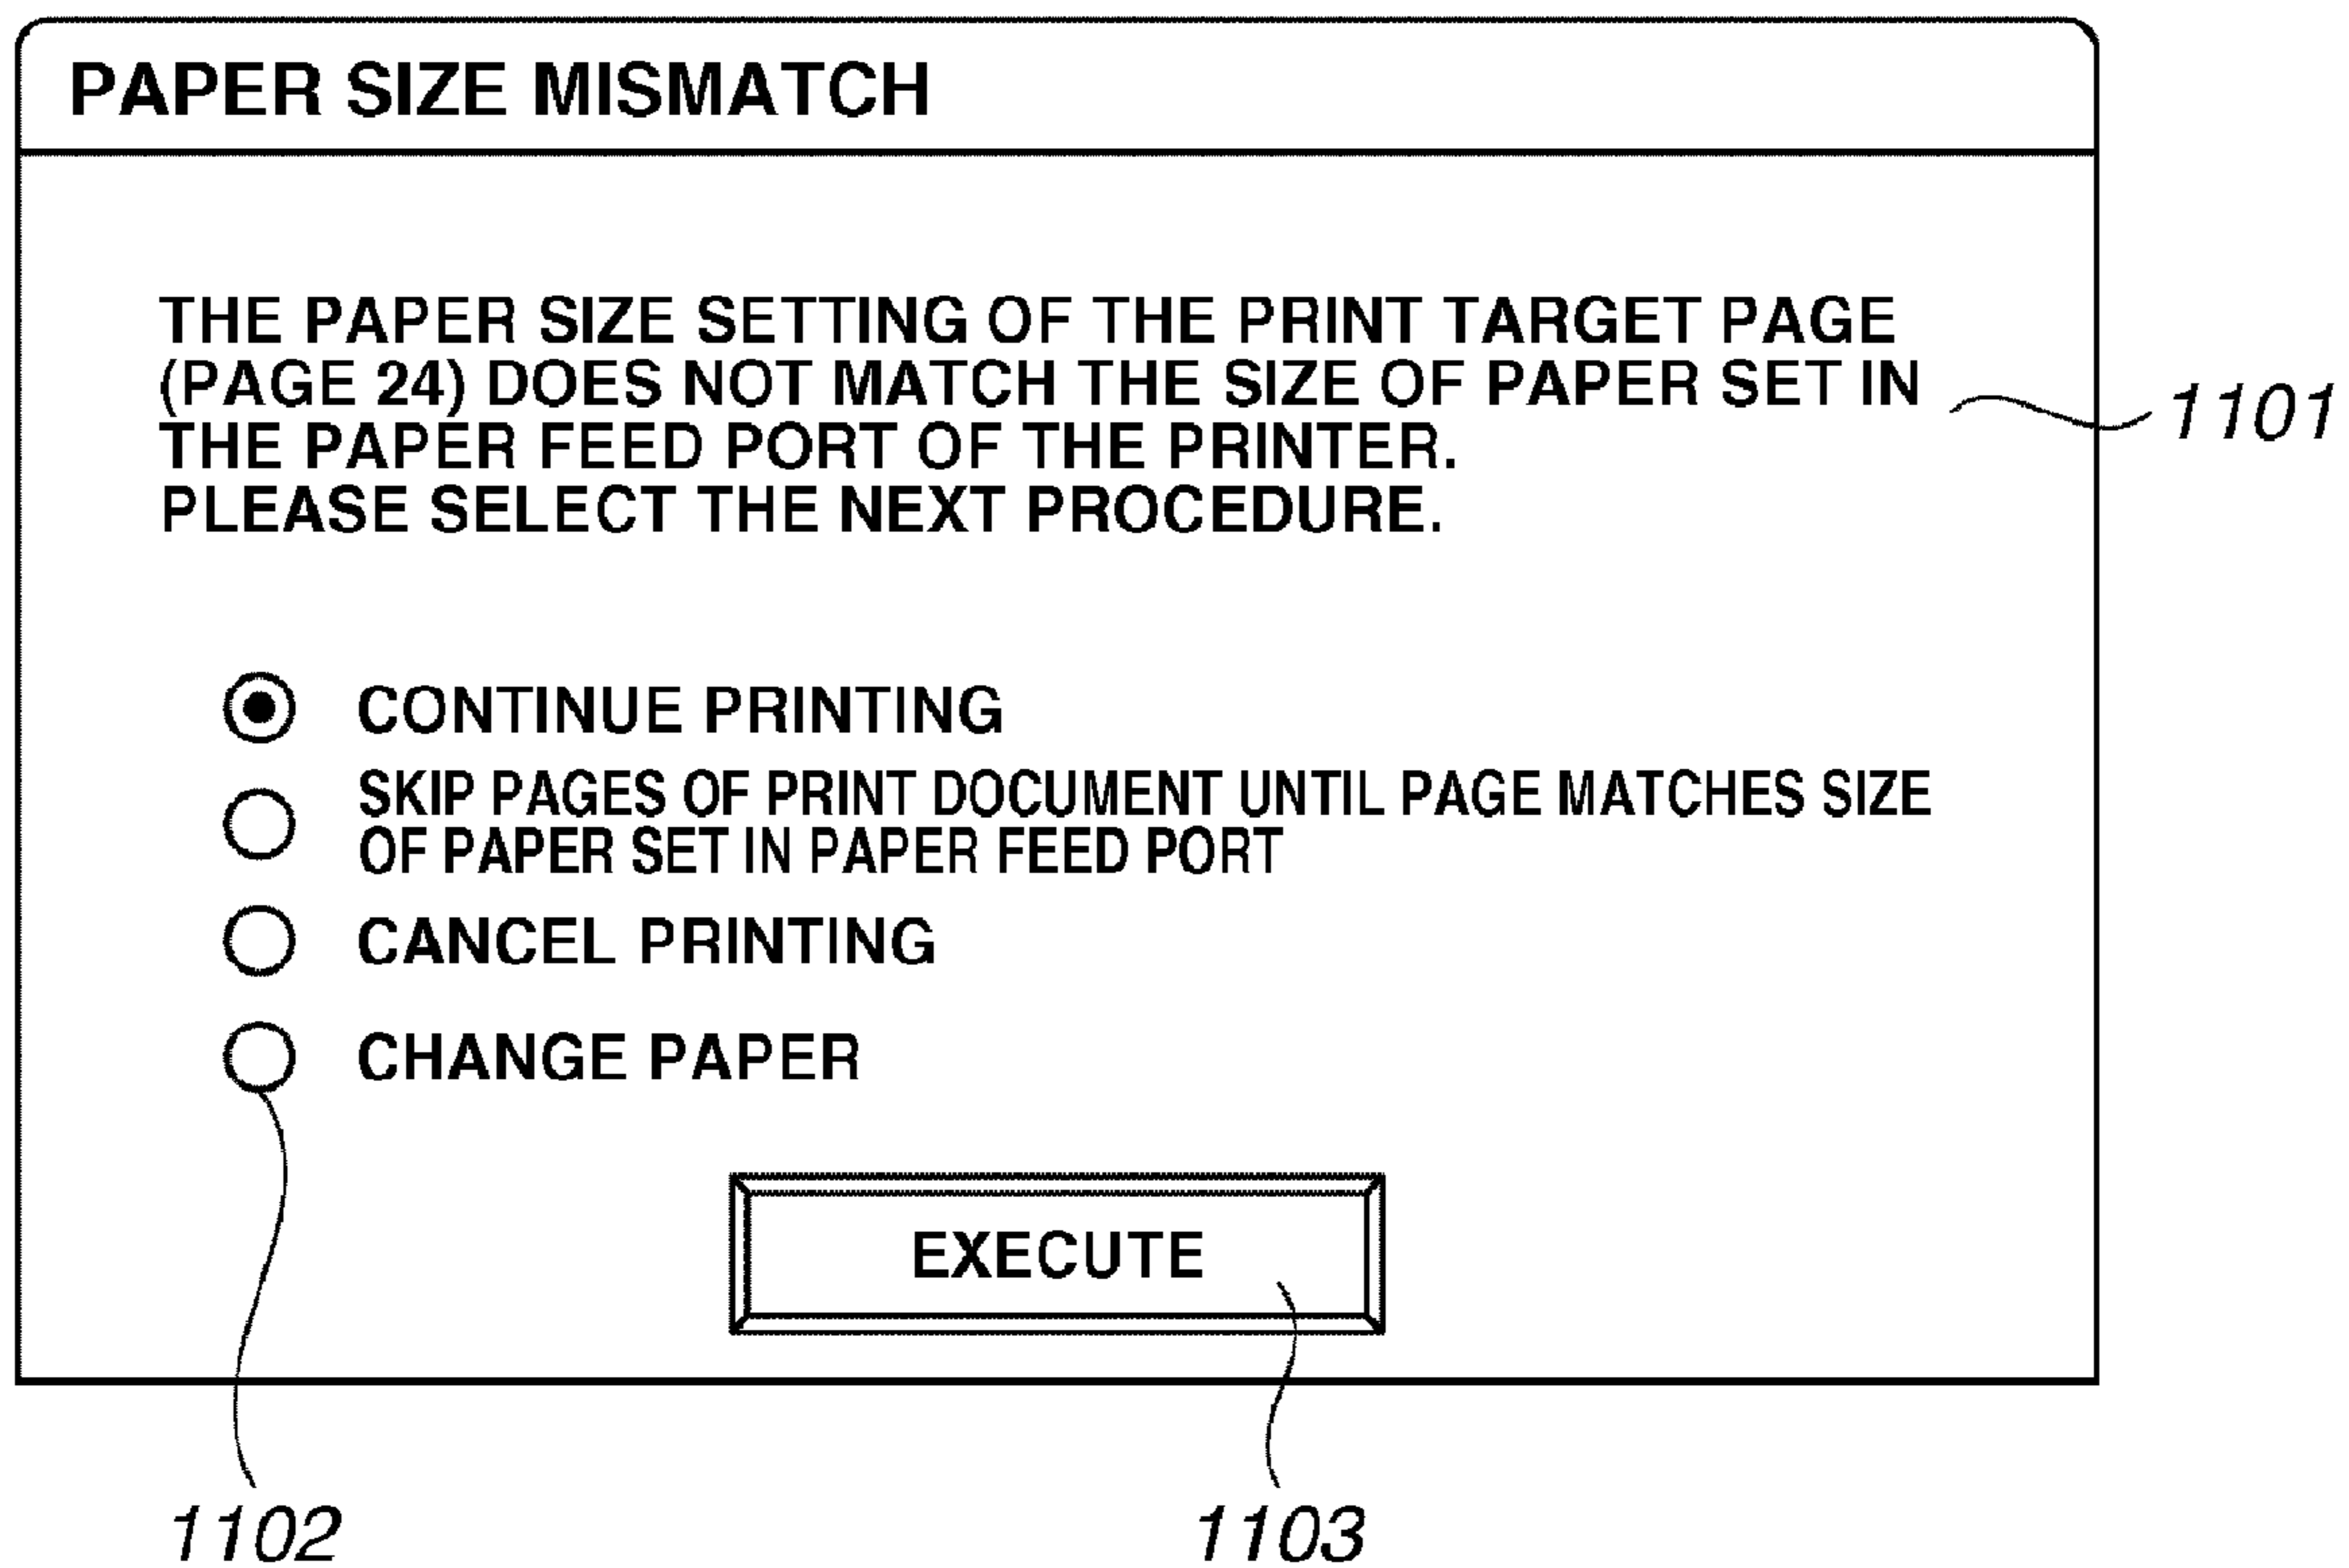 PAPER SIZE MISMATCH
THE PAPER SIZE SETTING OF THE PRINT TARGET PAGE
(PAGE 24) DOES NOT MATCH THE SIZE OF PAPER SET IN
THE PAPER FEED PORT OF THE PRINTER.
PLEASE SELECT THE NEXT PROCEDURE.
1101
CONTINUE PRINTING
SKIP PAGES OF PRINT DOCUMENT UNTIL PAGE MATCHES SIZE
OF PAPER SET IN PAPER FEED PORT
CANCEL PRINTING
CHANGE PAPER
EXECUTE
1102
1103